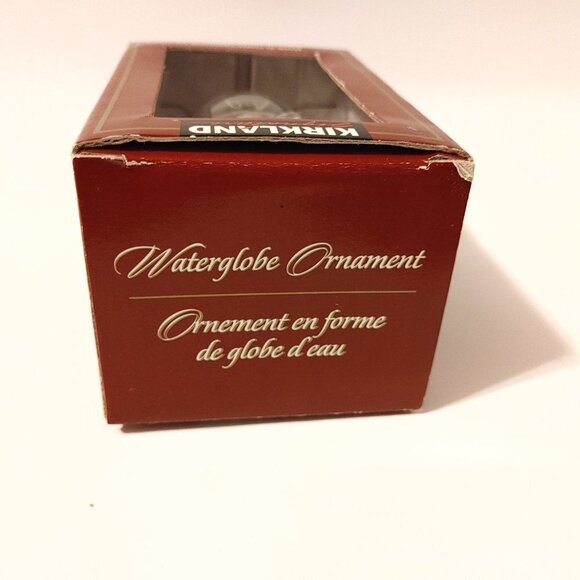 KIRKLAND
Waterglobe Ornament
Ornement en forme
de globe d'eau